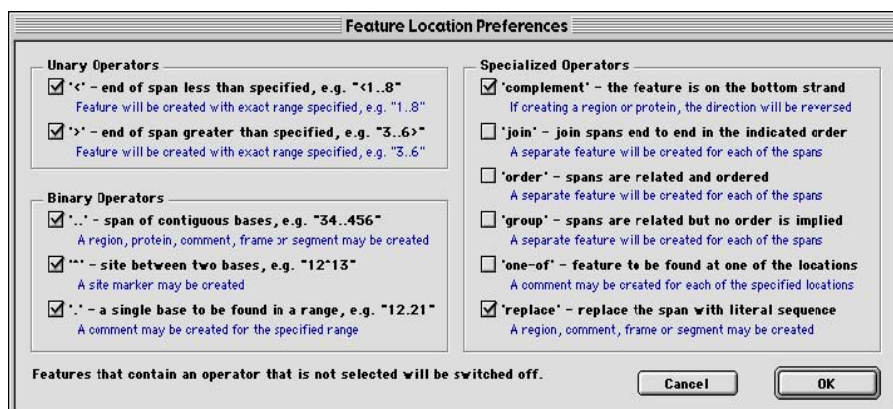 Feature Location Preferences
Unary Operators
'<' - end of span less than specified, e.g. "<1..8"
Feature will be created with exact range specified, e.g. "1..8"
'>' - end of span greater than specified, e.g. "3..6>"
Feature will be created with exact range specified, e.g. "3..6"
Binary Operators
'..' - span of contiguous bases, e.g. "34..456"
A region, protein, comment, frame or segment may be created
'^' - site between two bases, e.g. "12^13"
A site marker may be created
'.' - a single base to be found in a range, e.g. "12.21"
A comment may be created for the specified range
Specialized Operators
'complement' - the feature is on the bottom strand
If creating a region or protein, the direction will be reversed
'join' - join spans end to end in the indicated order
A separate feature will be created for each of the spans
'order' - spans are related and ordered
A separate feature will be created for each of the spans
'group' - spans are related but no order is implied
A separate feature will be created for each of the spans
'one-of' - feature to be found at one of the locations
A comment may be created for each of the specified locations
'replace' - replace the span with literal sequence
A region, comment, frame or segment may be created
Features that contain an operator that is not selected will be switched off.
Cancel
OK